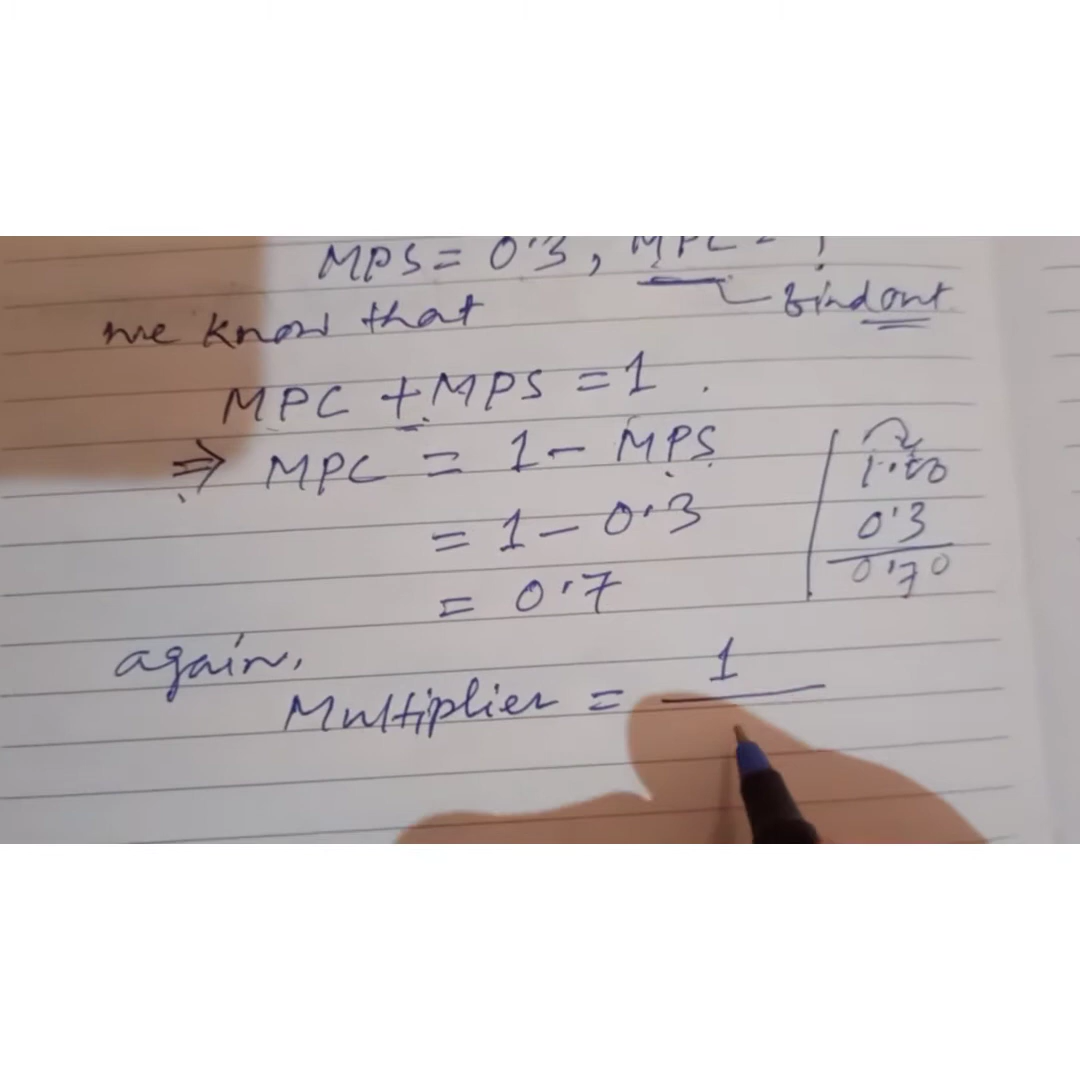 MPS = 0.3, MPC = ?
find out
we know that
MPC + MPS = 1.
⇒ MPC = 1 - MPS
= 1 - 0.3
= 0.7
1.00
0.3
0.70
again,
Multiplier = 1